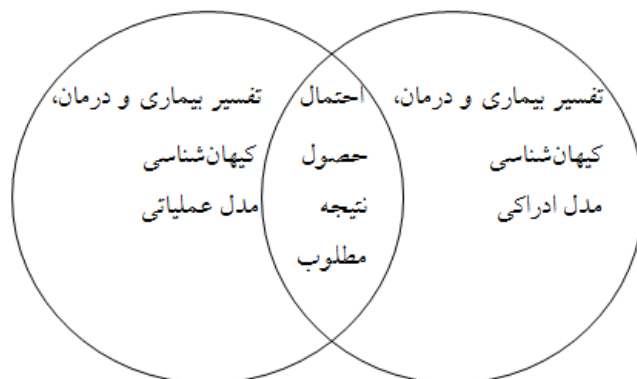 تفسیر بیماری و درمان،
کیهان‌شناسی
مدل ادراکی
احتمال
حصول
نتیجه
مطلوب
تفسیر بیماری و درمان،
کیهان‌شناسی
مدل عملیاتی